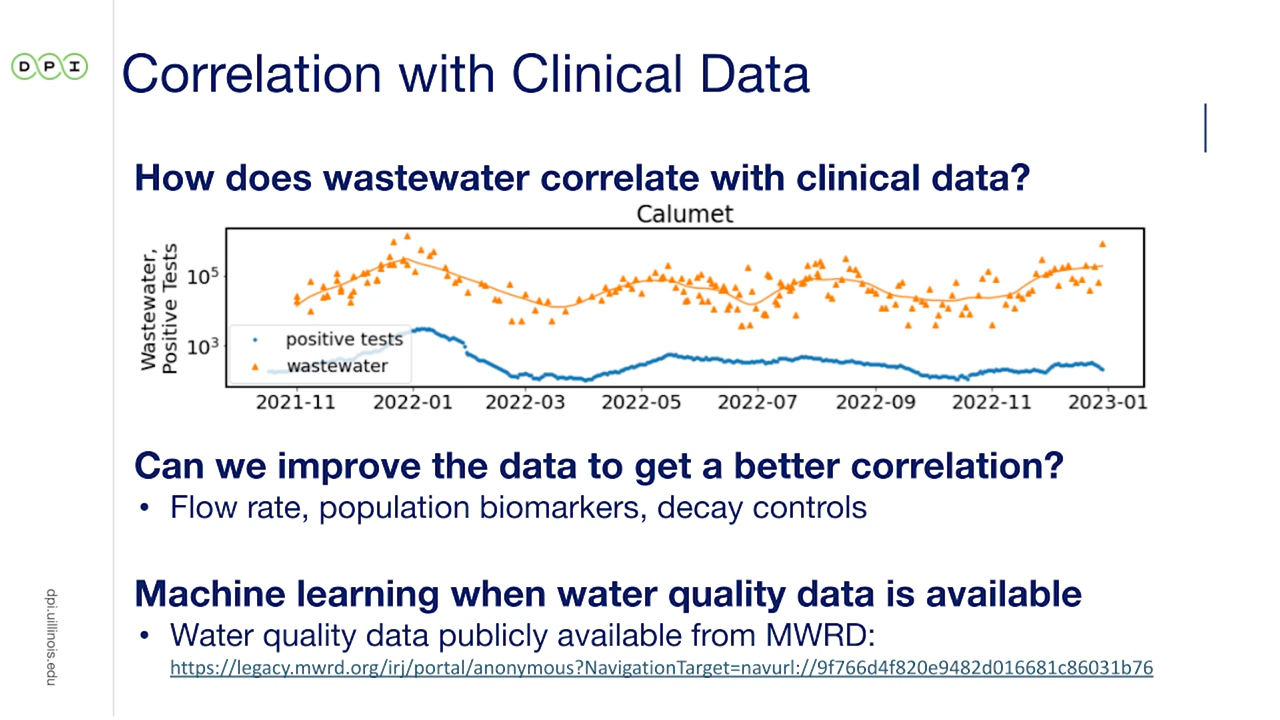 DPI
Correlation with Clinical Data
How does wastewater correlate with clinical data?
Calumet
Wastewater,
Positive Tests
10⁵
10³
positive tests
wastewater
2021-11 2022-01 2022-03 2022-05 2022-07 2022-09 2022-11 2023-01
Can we improve the data to get a better correlation?
• Flow rate, population biomarkers, decay controls
Machine learning when water quality data is available
• Water quality data publicly available from MWRD:
https://legacy.mwrd.org/irj/portal/anonymous?NavigationTarget=navurl://9f766d4f820e9482d016681c86031b76
dpi.uillinois.edu